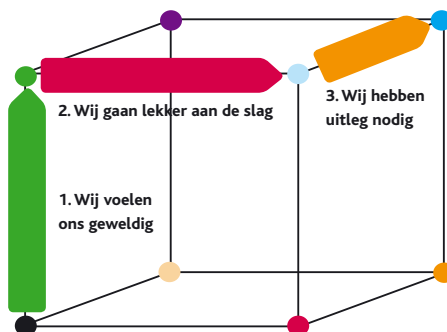 2. Wij gaan lekker aan de slag
3. Wij hebben
uitleg nodig
1. Wij voelen
ons geweldig